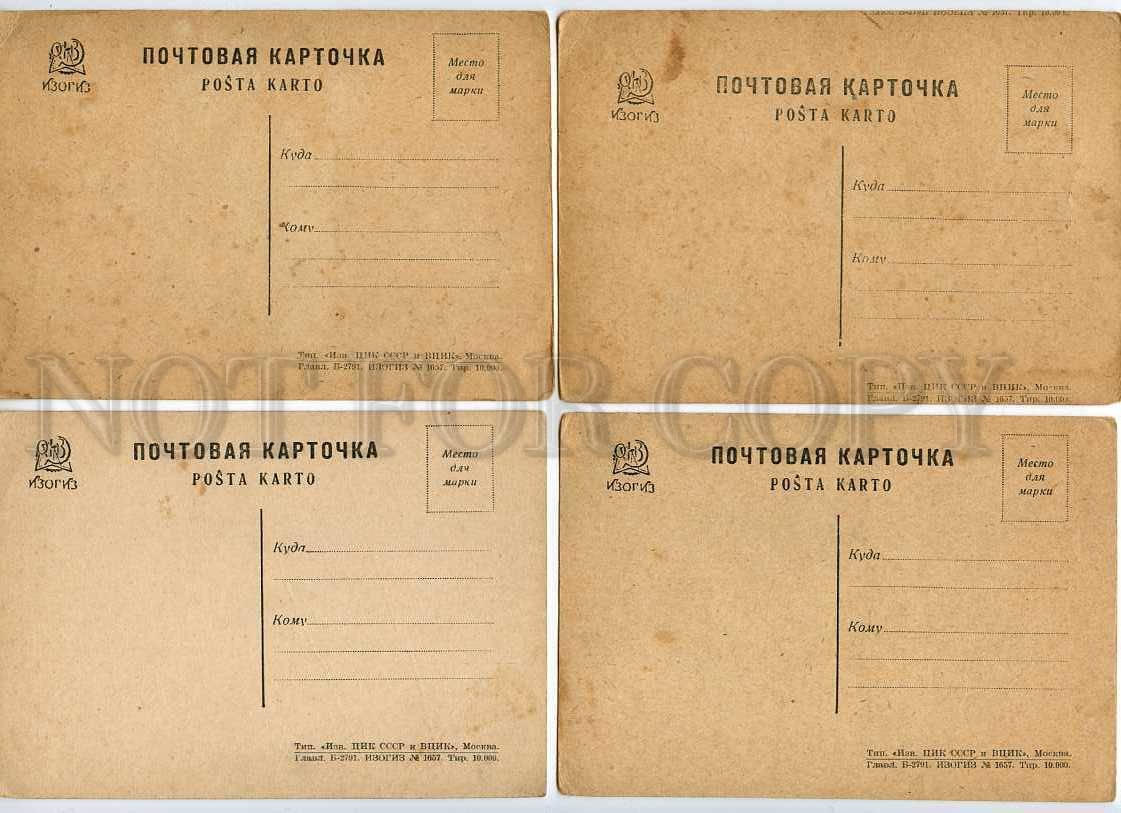 ИЗОГИЗ
ПОЧТОВАЯ КАРТОЧКА
POŜTA KARTO
Место
для
марки
Куда
Кому
Тип. «Изв. ЦИК СССР и ВЦИК», Москва.
Главл. Б-2791. ИЗОГИЗ № 1657. Тир. 10.000.
ИЗОГИЗ
ПОЧТОВАЯ КАРТОЧКА
POŜTA KARTO
Место
для
марки
Куда
Кому
Тип. «Изв. ЦИК СССР и ВЦИК», Москва.
Главл. Б-2791. ИЗОГИЗ № 1657. Тир. 10.000.
NOT FOR COPY
ИЗОГИЗ
ПОЧТОВАЯ КАРТОЧКА
POŜTA KARTO
Место
для
марки
Куда
Кому
Тип. «Изв. ЦИК СССР и ВЦИК», Москва.
Главл. Б-2791. ИЗОГИЗ № 1657. Тир. 10.000.
ИЗОГИЗ
ПОЧТОВАЯ КАРТОЧКА
POŜTA KARTO
Место
для
марки
Куда
Кому
Тип. «Изв. ЦИК СССР и ВЦИК», Москва.
Главл. Б-2791. ИЗОГИЗ № 1657. Тир. 10.000.